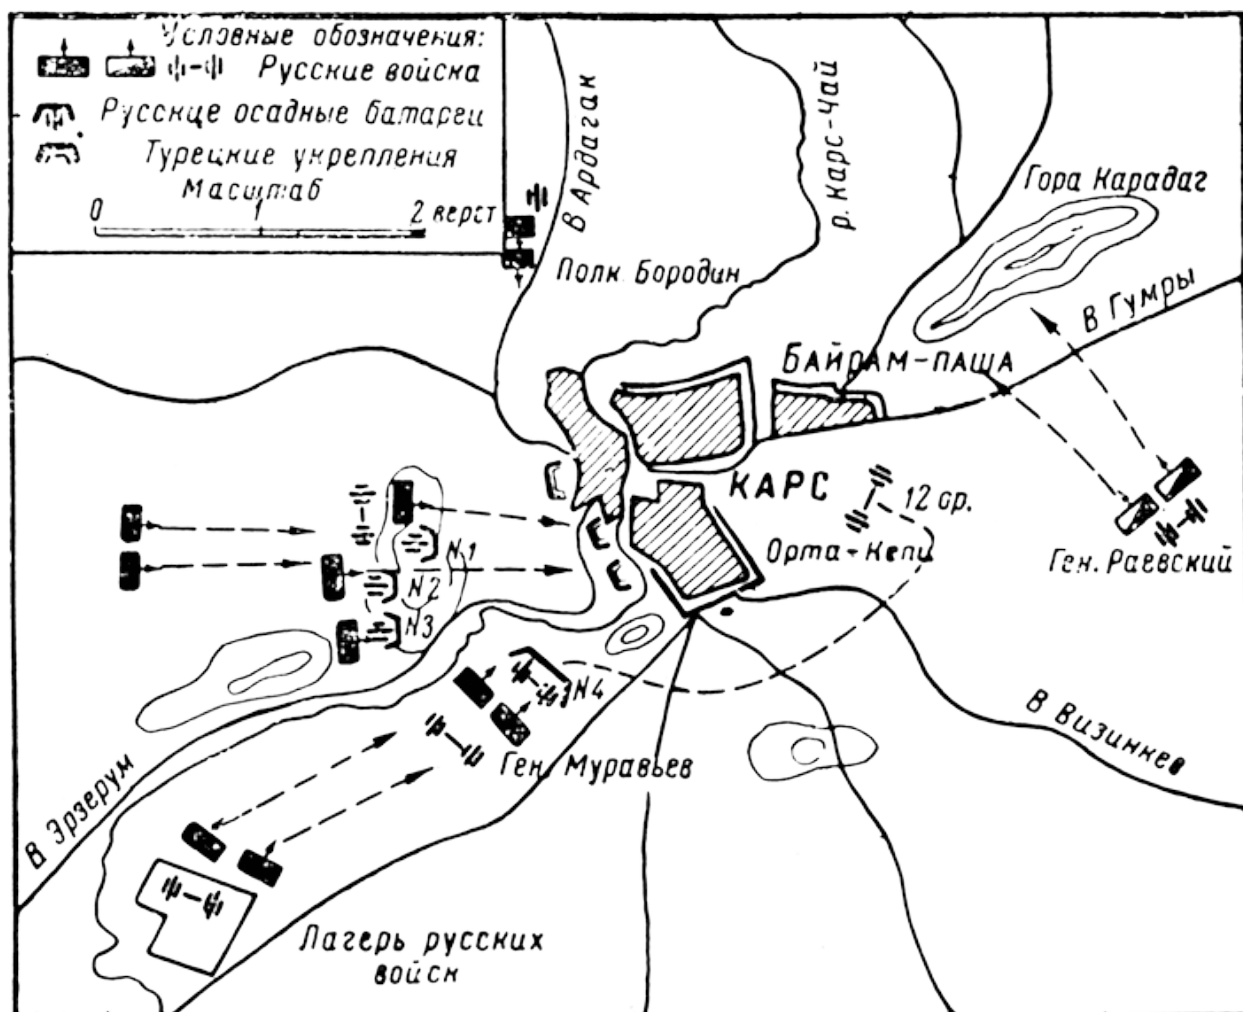 Условные обозначения:
Русские войска
Русские осадные батареи
Турецкие укрепления
Масштаб
0 1 2 верст
В Ардаган
р. Карс-Чай
Гора Карадаг
Полк. Бородин
В Гумры
БАЙРАМ-ПАША
КАРС
12 ор.
Орта-Кепи
Ген. Раевский
N1
N2
N3
N4
Ген. Муравьев
В Визинкев
В Эрзерум
Лагерь русских
войск